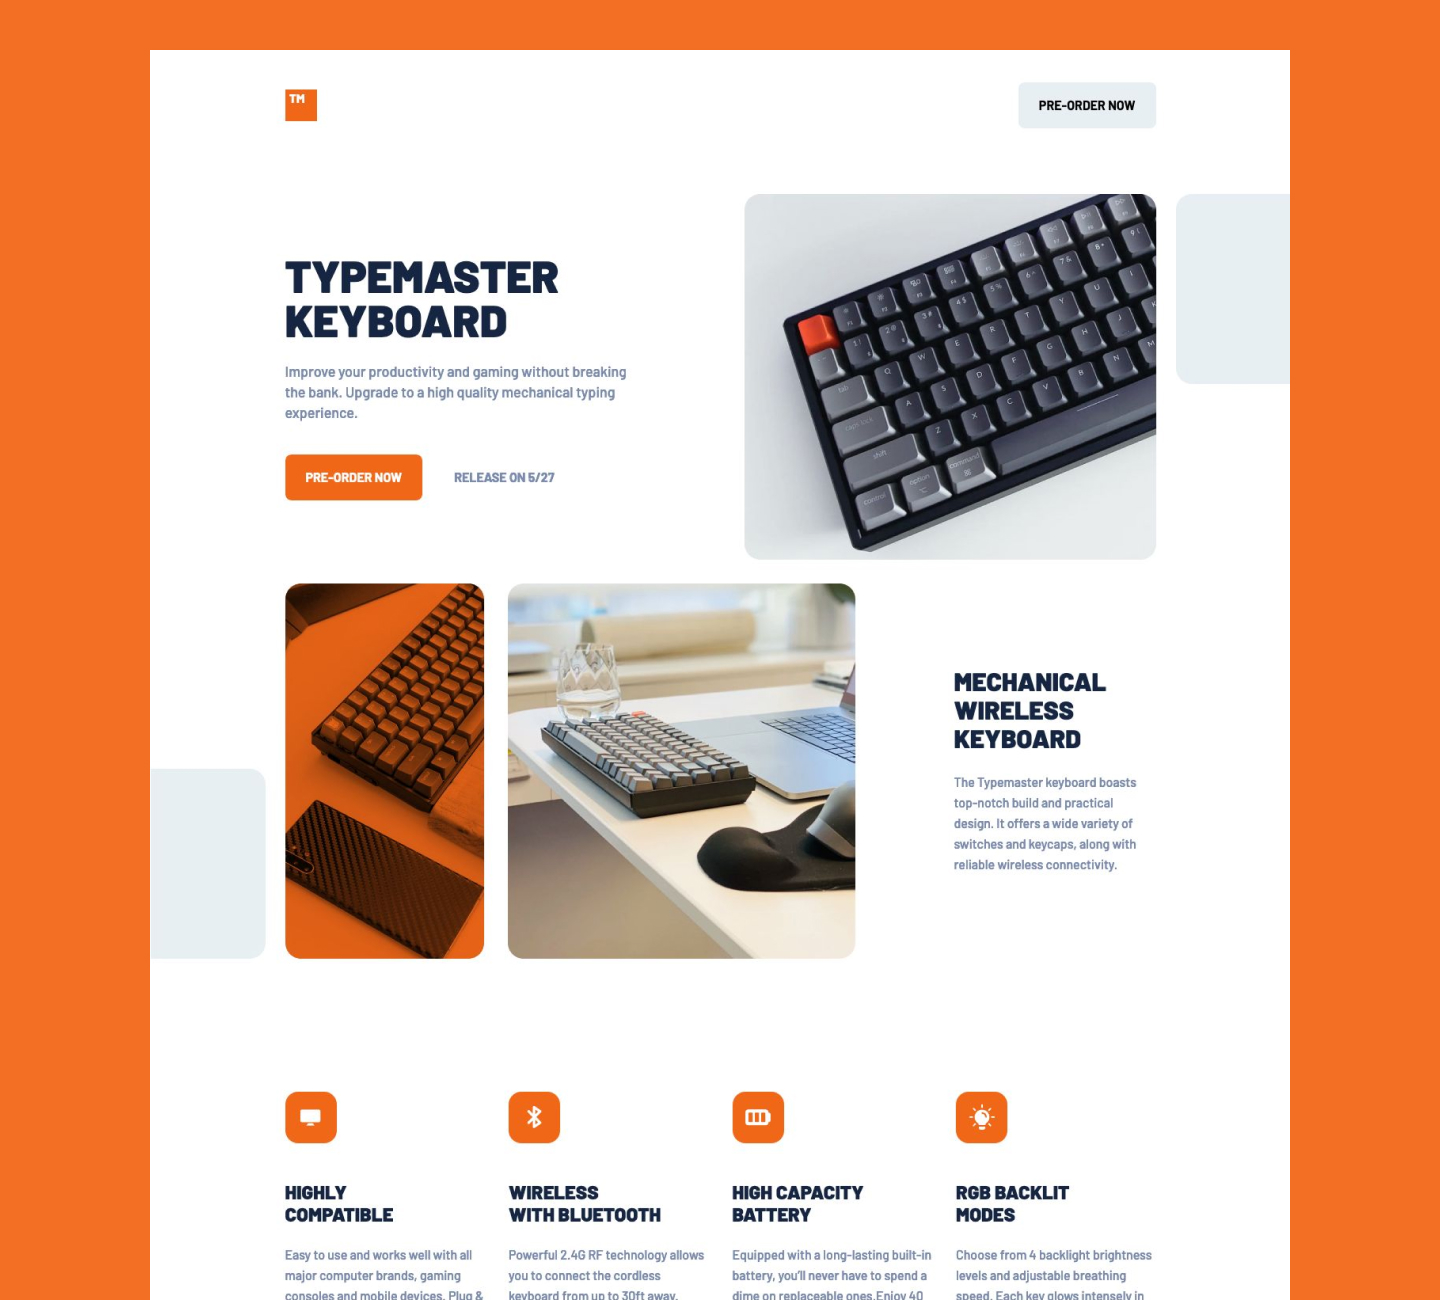 TM
PRE-ORDER NOW
TYPEMASTER
KEYBOARD
Improve your productivity and gaming without breaking
the bank. Upgrade to a high quality mechanical typing
experience.
PRE-ORDER NOW
RELEASE ON 5/27
MECHANICAL
WIRELESS
KEYBOARD
The Typemaster keyboard boasts
top-notch build and practical
design. It offers a wide variety of
switches and keycaps, along with
reliable wireless connectivity.
HIGHLY
COMPATIBLE
Easy to use and works well with all
major computer brands, gaming
consoles and mobile devices. Plug &
WIRELESS
WITH BLUETOOTH
Powerful 2.4G RF technology allows
you to connect the cordless
keyboard from up to 30ft away.
HIGH CAPACITY
BATTERY
Equipped with a long-lasting built-in
battery, you’ll never have to spend a
dime on replaceable ones.Enjoy 40
RGB BACKLIT
MODES
Choose from 4 backlight brightness
levels and adjustable breathing
speed. Each key glows intensely in